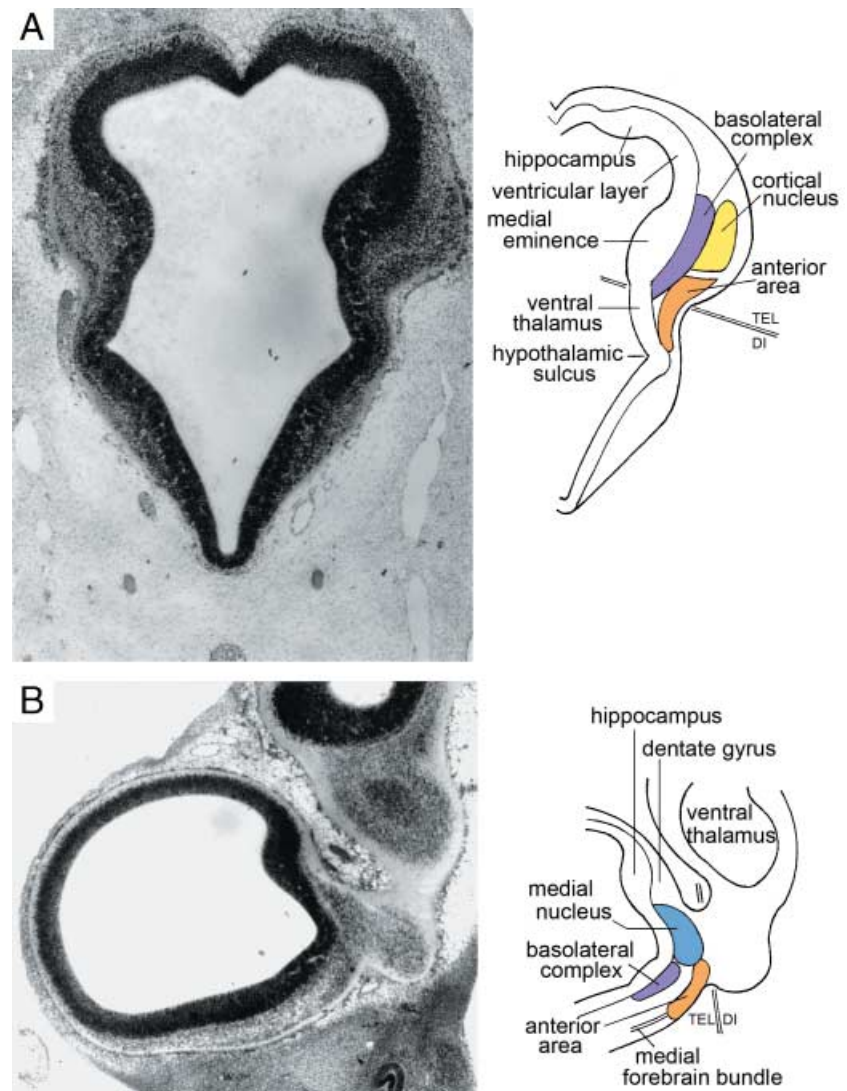 A
basolateral
complex
hippocampus
ventricular layer
cortical
nucleus
medial
eminence
anterior
area
ventral
thalamus
TEL
DI
hypothalamic
sulcus
B
hippocampus
dentate gyrus
ventral
thalamus
medial
nucleus
basolateral
complex
anterior
area
TEL DI
medial
forebrain bundle